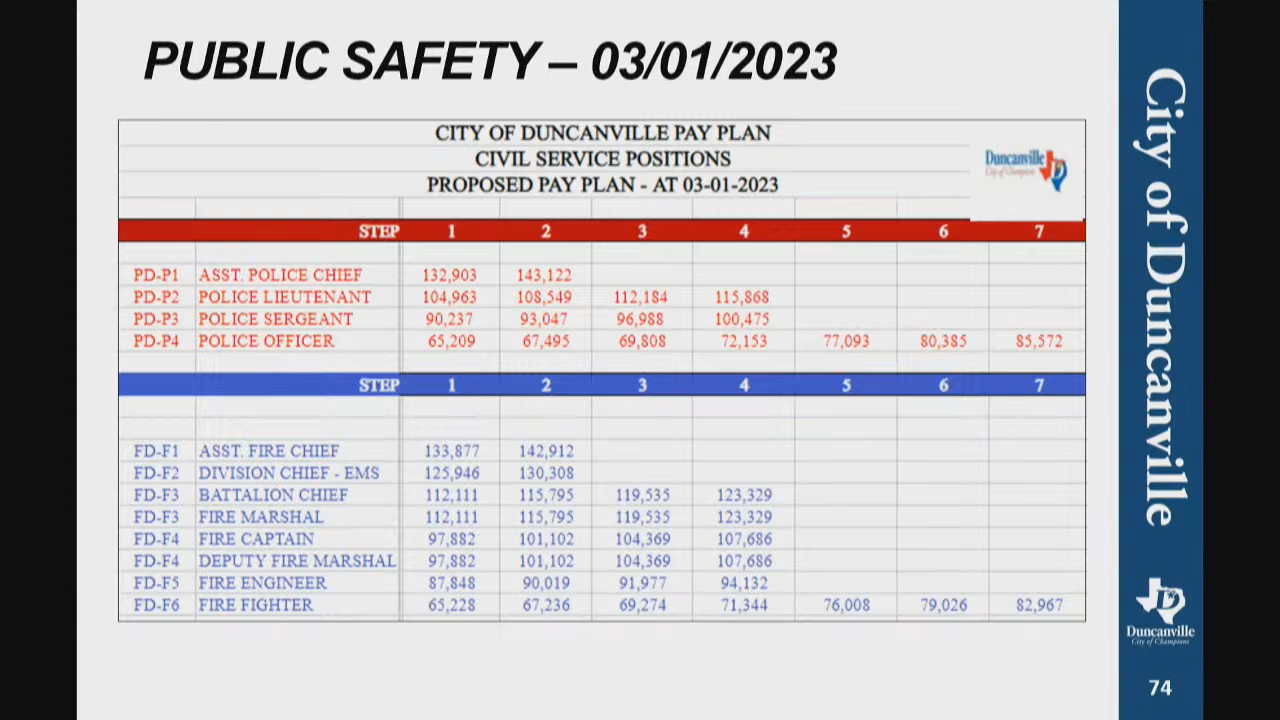 PUBLIC SAFETY – 03/01/2023
CITY OF DUNCANVILLE PAY PLAN
CIVIL SERVICE POSITIONS
PROPOSED PAY PLAN - AT 03-01-2023
Duncanville
City of Champions
STEP 1 2 3 4 5 6 7
PD-P1 ASST. POLICE CHIEF 132,903 143,122
PD-P2 POLICE LIEUTENANT 104,963 108,549 112,184 115,868
PD-P3 POLICE SERGEANT 90,237 93,047 96,988 100,475
PD-P4 POLICE OFFICER 65,209 67,495 69,808 72,153 77,093 80,385 85,572
STEP 1 2 3 4 5 6 7
FD-F1 ASST. FIRE CHIEF 133,877 142,912
FD-F2 DIVISION CHIEF - EMS 125,946 130,308
FD-F3 BATTALION CHIEF 112,111 115,795 119,535 123,329
FD-F3 FIRE MARSHAL 112,111 115,795 119,535 123,329
FD-F4 FIRE CAPTAIN 97,882 101,102 104,369 107,686
FD-F4 DEPUTY FIRE MARSHAL 97,882 101,102 104,369 107,686
FD-F5 FIRE ENGINEER 87,848 90,019 91,977 94,132
FD-F6 FIRE FIGHTER 65,228 67,236 69,274 71,344 76,008 79,026 82,967
City of Duncanville
Duncanville
City of Champions
74